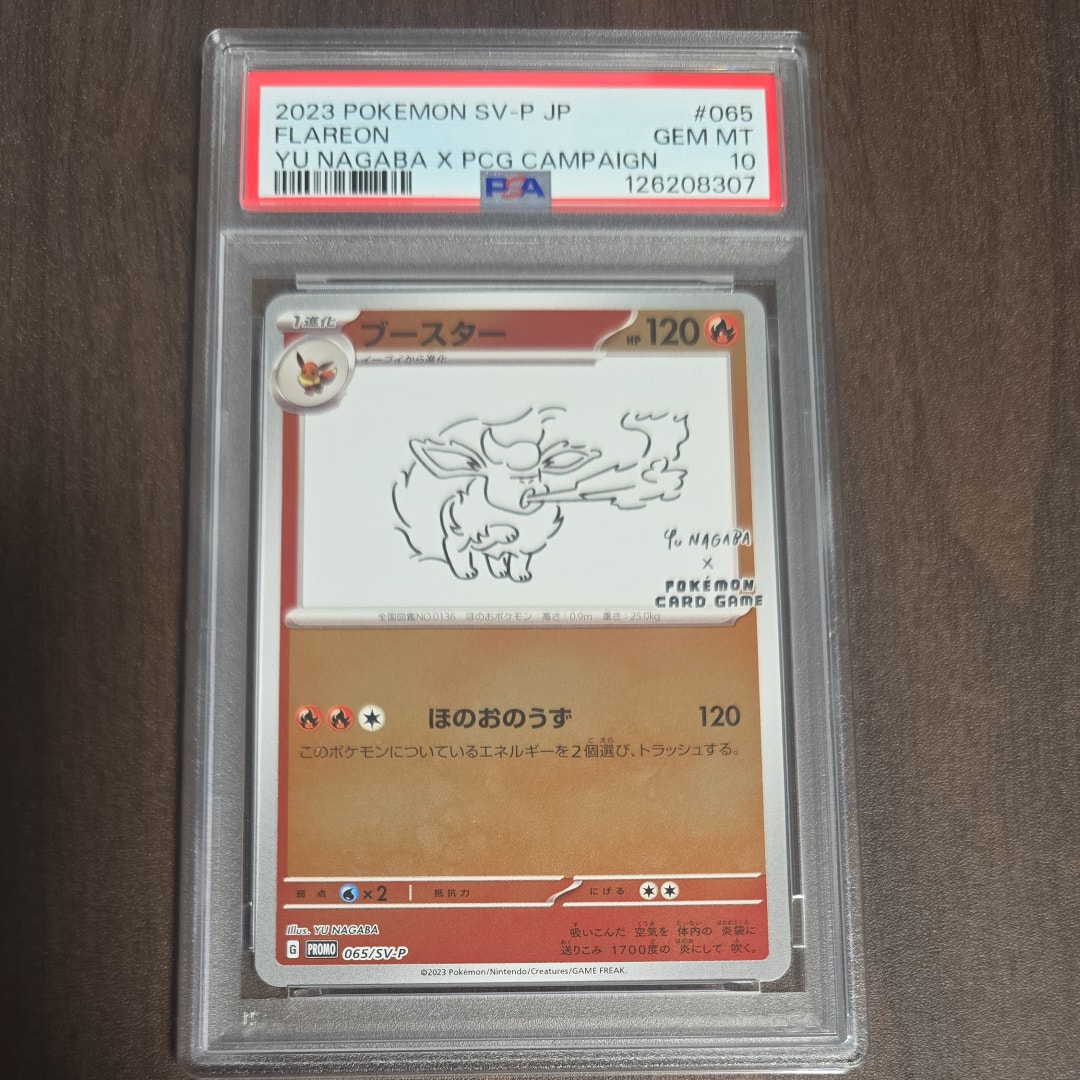 2023 POKEMON SV-P JP #065
FLAREON GEM MT
YU NAGABA X PCG CAMPAIGN 10
PSA 126208307
1進化 ブースター HP 120
イーブイから進化
Yu NAGABA
×
POKÉMON
CARD GAME
全国図鑑NO.0136 ほのおポケモン 高さ:0.9m 重さ:25.0kg
ほのおのうず 120
このポケモンについているエネルギーを2個選び、トラッシュする。
弱点 ×2 抵抗力 にげる
Illus. YU NAGABA
G PROMO 065/SV-P
吸いこんだ 空気を 体内の 炎袋に
送りこみ 1700度の 炎にして 吹く。
©2023 Pokémon/Nintendo/Creatures/GAME FREAK.